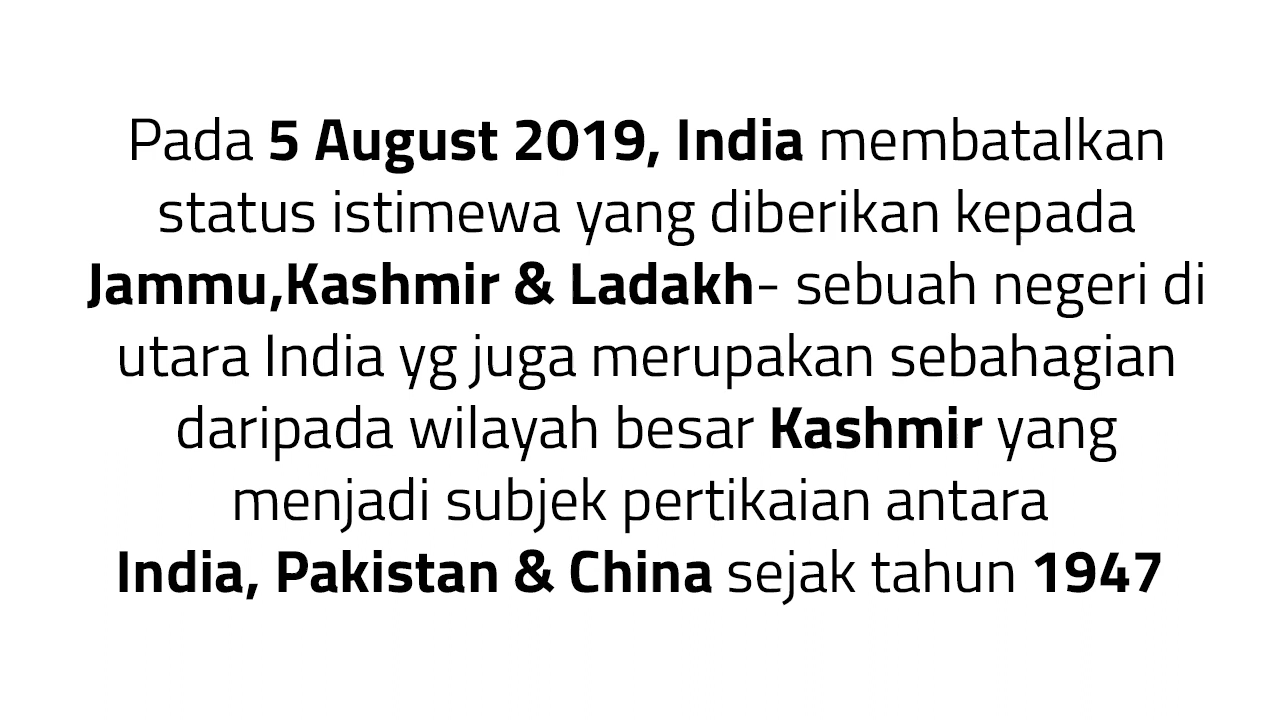 Pada 5 August 2019, India membatalkan
status istimewa yang diberikan kepada
Jammu,Kashmir & Ladakh- sebuah negeri di
utara India yg juga merupakan sebahagian
daripada wilayah besar Kashmir yang
menjadi subjek pertikaian antara
India, Pakistan & China sejak tahun 1947